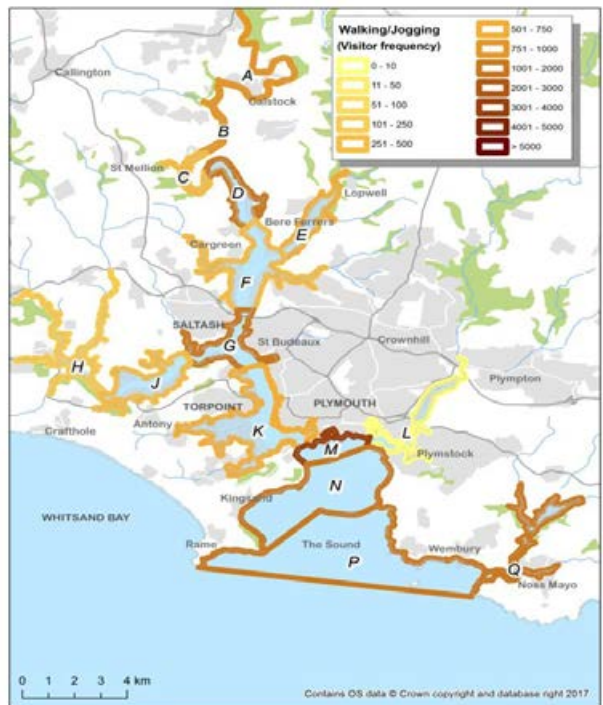 Walking/Jogging
(Visitor frequency)
0 - 10
11 - 50
51 - 100
101 - 250
251 - 500
501 - 750
751 - 1000
1001 - 2000
2001 - 3000
3001 - 4000
4001 - 5000
> 5000
Callington
A
Calstock
B
St Mellion
C
D
Lopwell
Bere Ferrers
E
Cargreen
F
SALTASH
G
St Budeaux
Crownhill
H
J
Plympton
TORPOINT
PLYMOUTH
Crafthole
Antony
K
L
M
Plymstock
Kingsand
N
WHITSAND BAY
Rame
The Sound
Wembury
P
Q
Noss Mayo
0 1 2 3 4 km
Contains OS data © Crown copyright and database right 2017